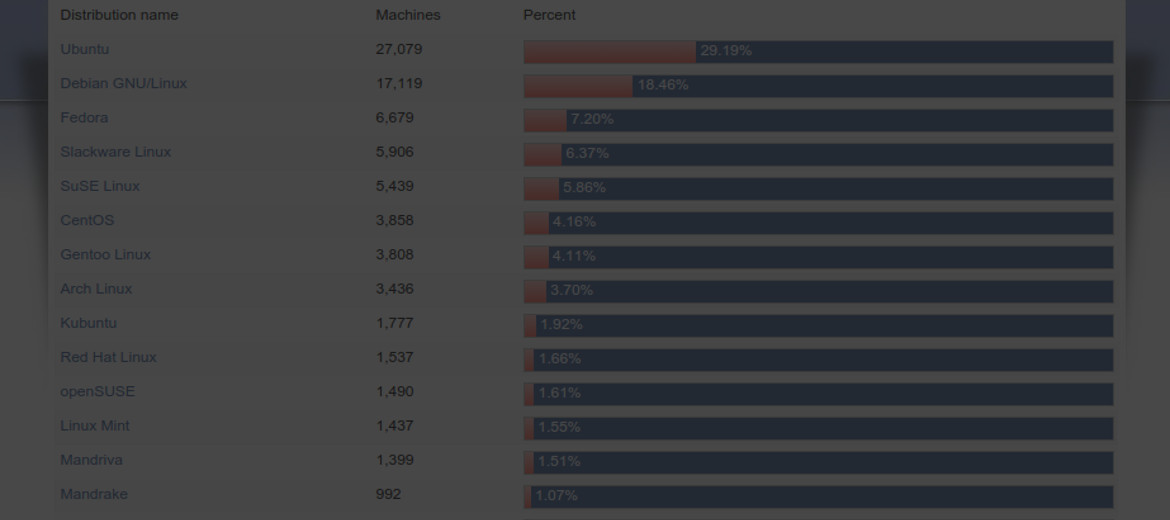 Distribution name Machines Percent
Ubuntu 27,079 29.19%
Debian GNU/Linux 17,119 18.46%
Fedora 6,679 7.20%
Slackware Linux 5,906 6.37%
SuSE Linux 5,439 5.86%
CentOS 3,858 4.16%
Gentoo Linux 3,808 4.11%
Arch Linux 3,436 3.70%
Kubuntu 1,777 1.92%
Red Hat Linux 1,537 1.66%
openSUSE 1,490 1.61%
Linux Mint 1,437 1.55%
Mandriva 1,399 1.51%
Mandrake 992 1.07%